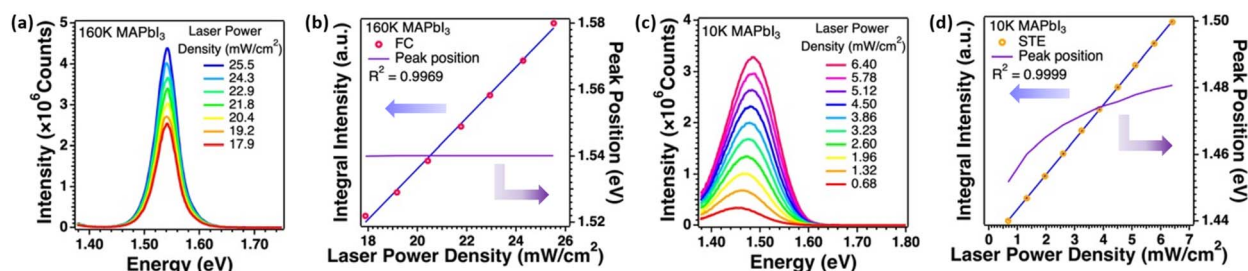 (a)
160K MAPbI₃
Laser Power
Density (mW/cm²)
25.5
24.3
22.9
21.8
20.4
19.2
17.9
Intensity (×10⁶Counts)
5
4
3
2
1
0
1.40 1.50 1.60 1.70
Energy (eV)
(b)
160K MAPbI₃
FC
Peak position
R² = 0.9969
Integral Intensity (a.u.)
Peak Position (eV)
1.58
1.56
1.54
1.52
18 20 22 24 26
Laser Power Density (mW/cm²)
(c)
10K MAPbI₃
Laser Power
Density (mW/cm²)
6.40
5.78
5.12
4.50
3.86
3.23
2.60
1.96
1.32
0.68
Intensity (×10⁶Counts)
4
3
2
1
0
1.40 1.50 1.60 1.70 1.80
Energy (eV)
(d)
10K MAPbI₃
STE
Peak position
R² = 0.9999
Integral Intensity (a.u.)
Peak Position (eV)
1.50
1.48
1.46
1.44
0 1 2 3 4 5 6 7
Laser Power Density (mW/cm²)